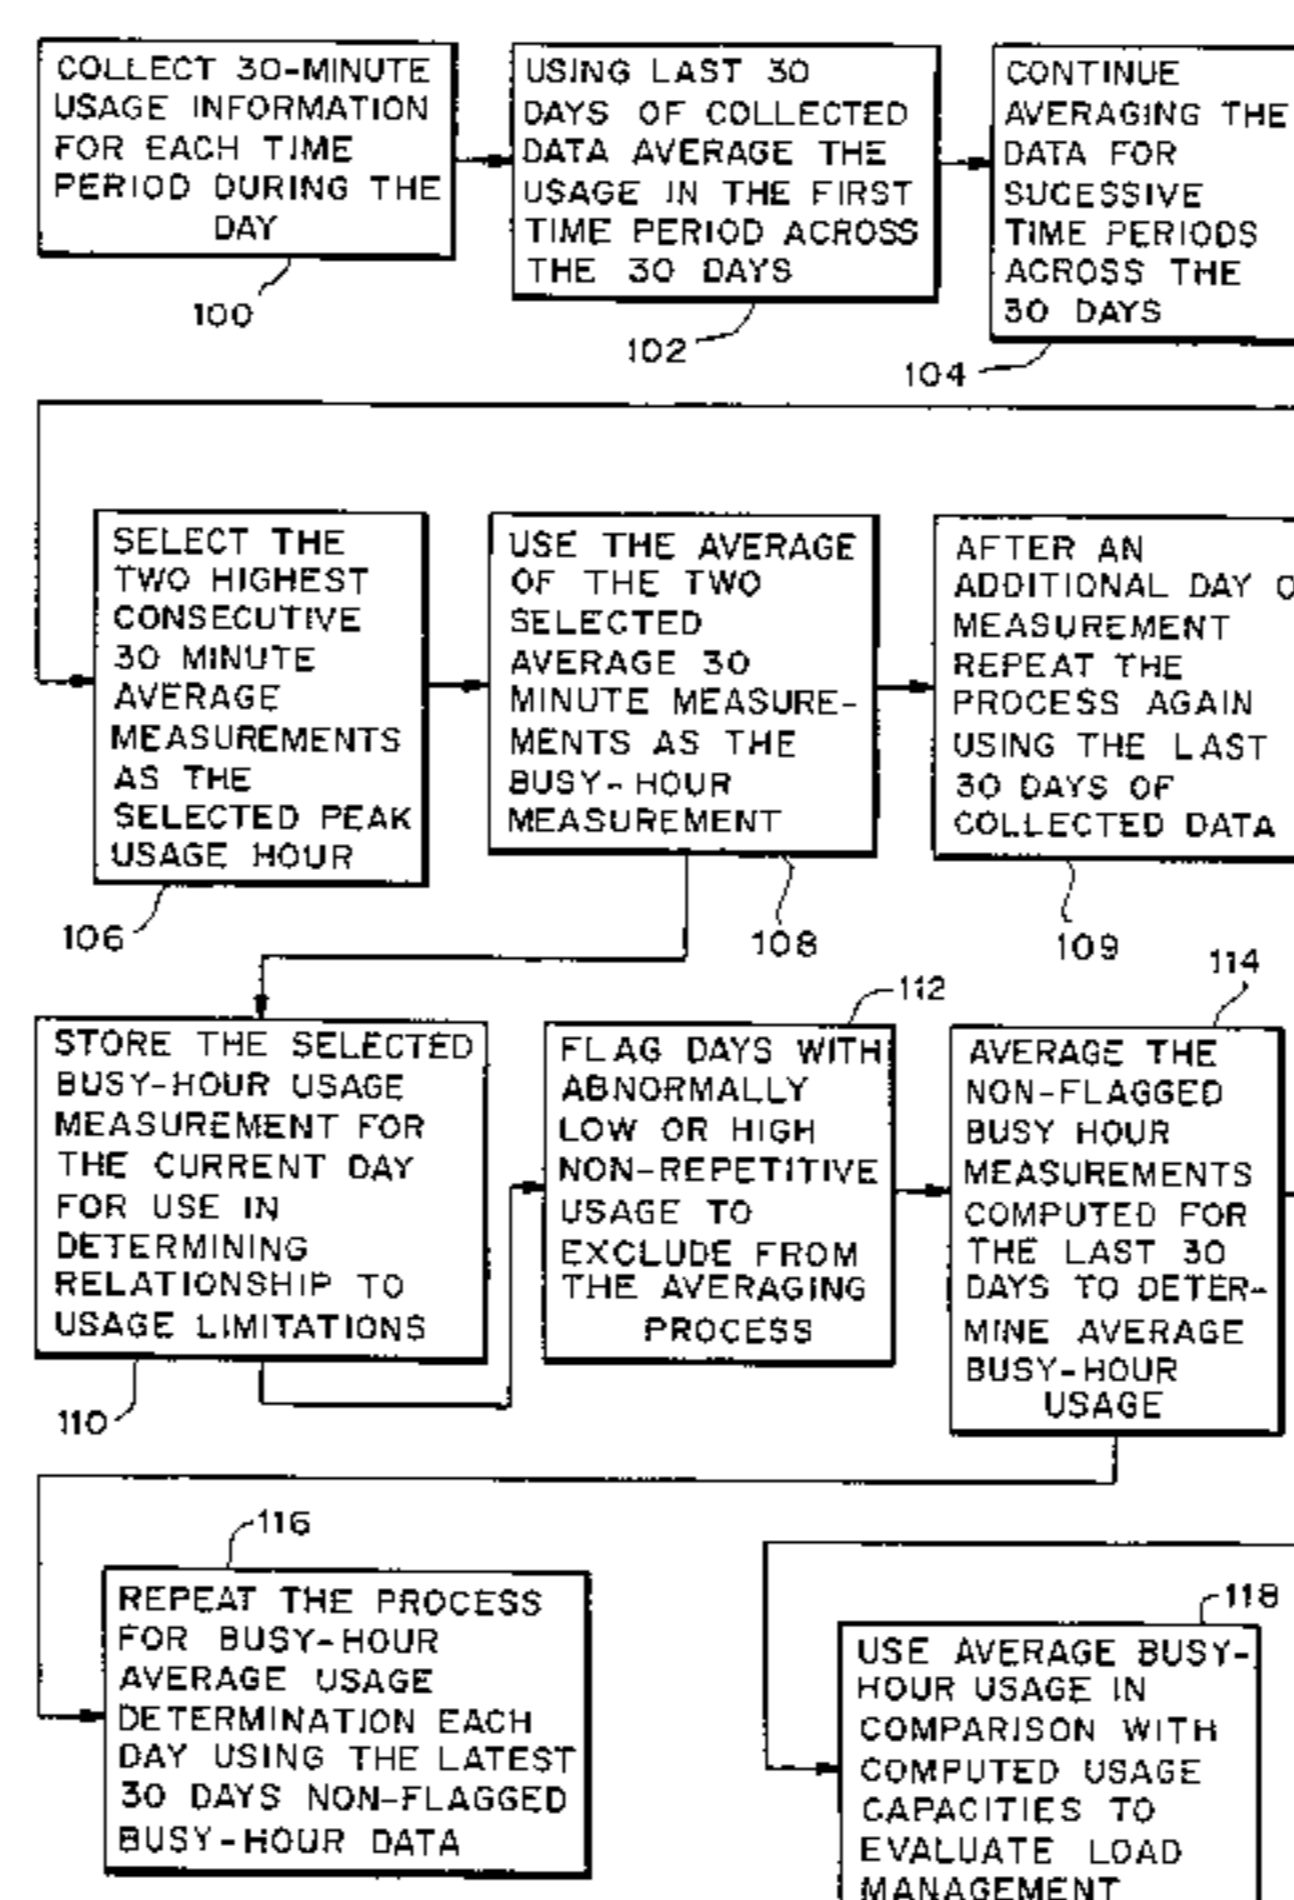 COLLECT 30-MINUTE
USAGE INFORMATION
FOR EACH TIME
PERIOD DURING THE
DAY
100
USING LAST 30
DAYS OF COLLECTED
DATA AVERAGE THE
USAGE IN THE FIRST
TIME PERIOD ACROSS
THE 30 DAYS
102
CONTINUE
AVERAGING THE
DATA FOR
SUCESSIVE
TIME PERIODS
ACROSS THE
30 DAYS
104
SELECT THE
TWO HIGHEST
CONSECUTIVE
30 MINUTE
AVERAGE
MEASUREMENTS
AS THE
SELECTED PEAK
USAGE HOUR
106
USE THE AVERAGE
OF THE TWO
SELECTED
AVERAGE 30
MINUTE MEASURE-
MENTS AS THE
BUSY-HOUR
MEASUREMENT
108
AFTER AN
ADDITIONAL DAY
MEASUREMENT
REPEAT THE
PROCESS AGAIN
USING THE LAST
30 DAYS OF
COLLECTED DATA
109
STORE THE SELECTED
BUSY-HOUR USAGE
MEASUREMENT FOR
THE CURRENT DAY
FOR USE IN
DETERMINING
RELATIONSHIP TO
USAGE LIMITATIONS
110
112
FLAG DAYS WITH
ABNORMALLY
LOW OR HIGH
NON-REPETITIVE
USAGE TO
EXCLUDE FROM
THE AVERAGING
PROCESS
114
AVERAGE THE
NON-FLAGGED
BUSY HOUR
MEASUREMENTS
COMPUTED FOR
THE LAST 30
DAYS TO DETER-
MINE AVERAGE
BUSY-HOUR
USAGE
116
REPEAT THE PROCESS
FOR BUSY-HOUR
AVERAGE USAGE
DETERMINATION EACH
DAY USING THE LATEST
30 DAYS NON-FLAGGED
BUSY-HOUR DATA
118
USE AVERAGE BUSY-
HOUR USAGE IN
COMPARISON WITH
COMPUTED USAGE
CAPACITIES TO
EVALUATE LOAD
MANAGEMENT